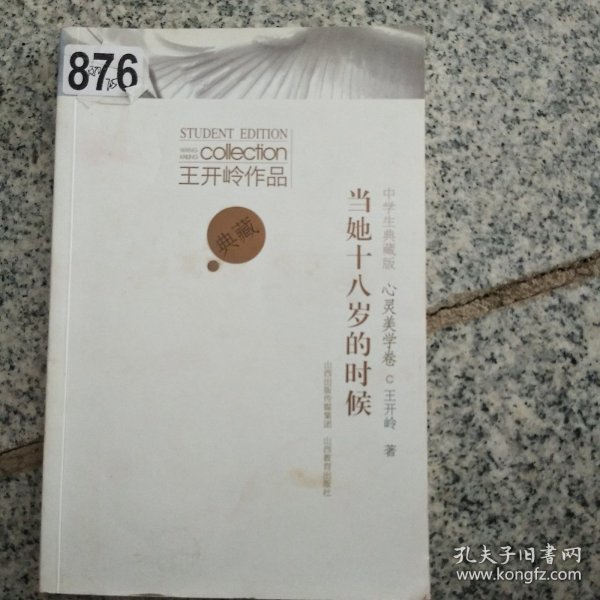 876
STUDENT EDITION
WANG
KAILING
collection
王开岭作品
典藏
中学生典藏版 心灵美学卷 C 王开岭 著
当她十八岁的时候
山西出版传媒集团 山西教育出版社
孔夫子旧书网
www.kongfz.com